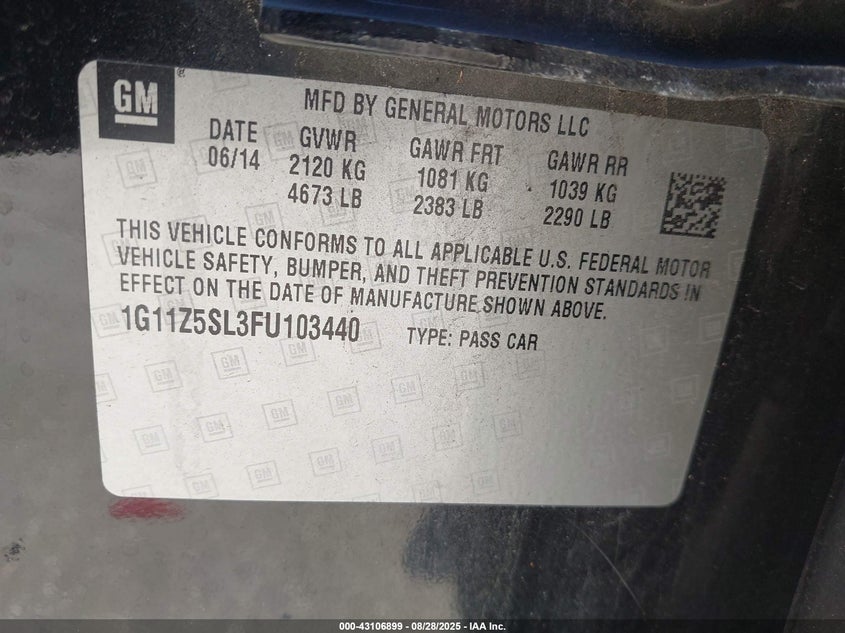 GM
MFD BY GENERAL MOTORS LLC
DATE GVWR GAWR FRT GAWR RR
06/14 2120 KG 1081 KG 1039 KG
4673 LB 2383 LB 2290 LB
THIS VEHICLE CONFORMS TO ALL APPLICABLE U.S. FEDERAL MOTOR
VEHICLE SAFETY, BUMPER, AND THEFT PREVENTION STANDARDS IN
EFFECT ON THE DATE OF MANUFACTURE SHOWN ABOVE.
1G11Z5SL3FU103440 TYPE: PASS CAR
000-43106899 / 08/28/2025 - IAA Inc.